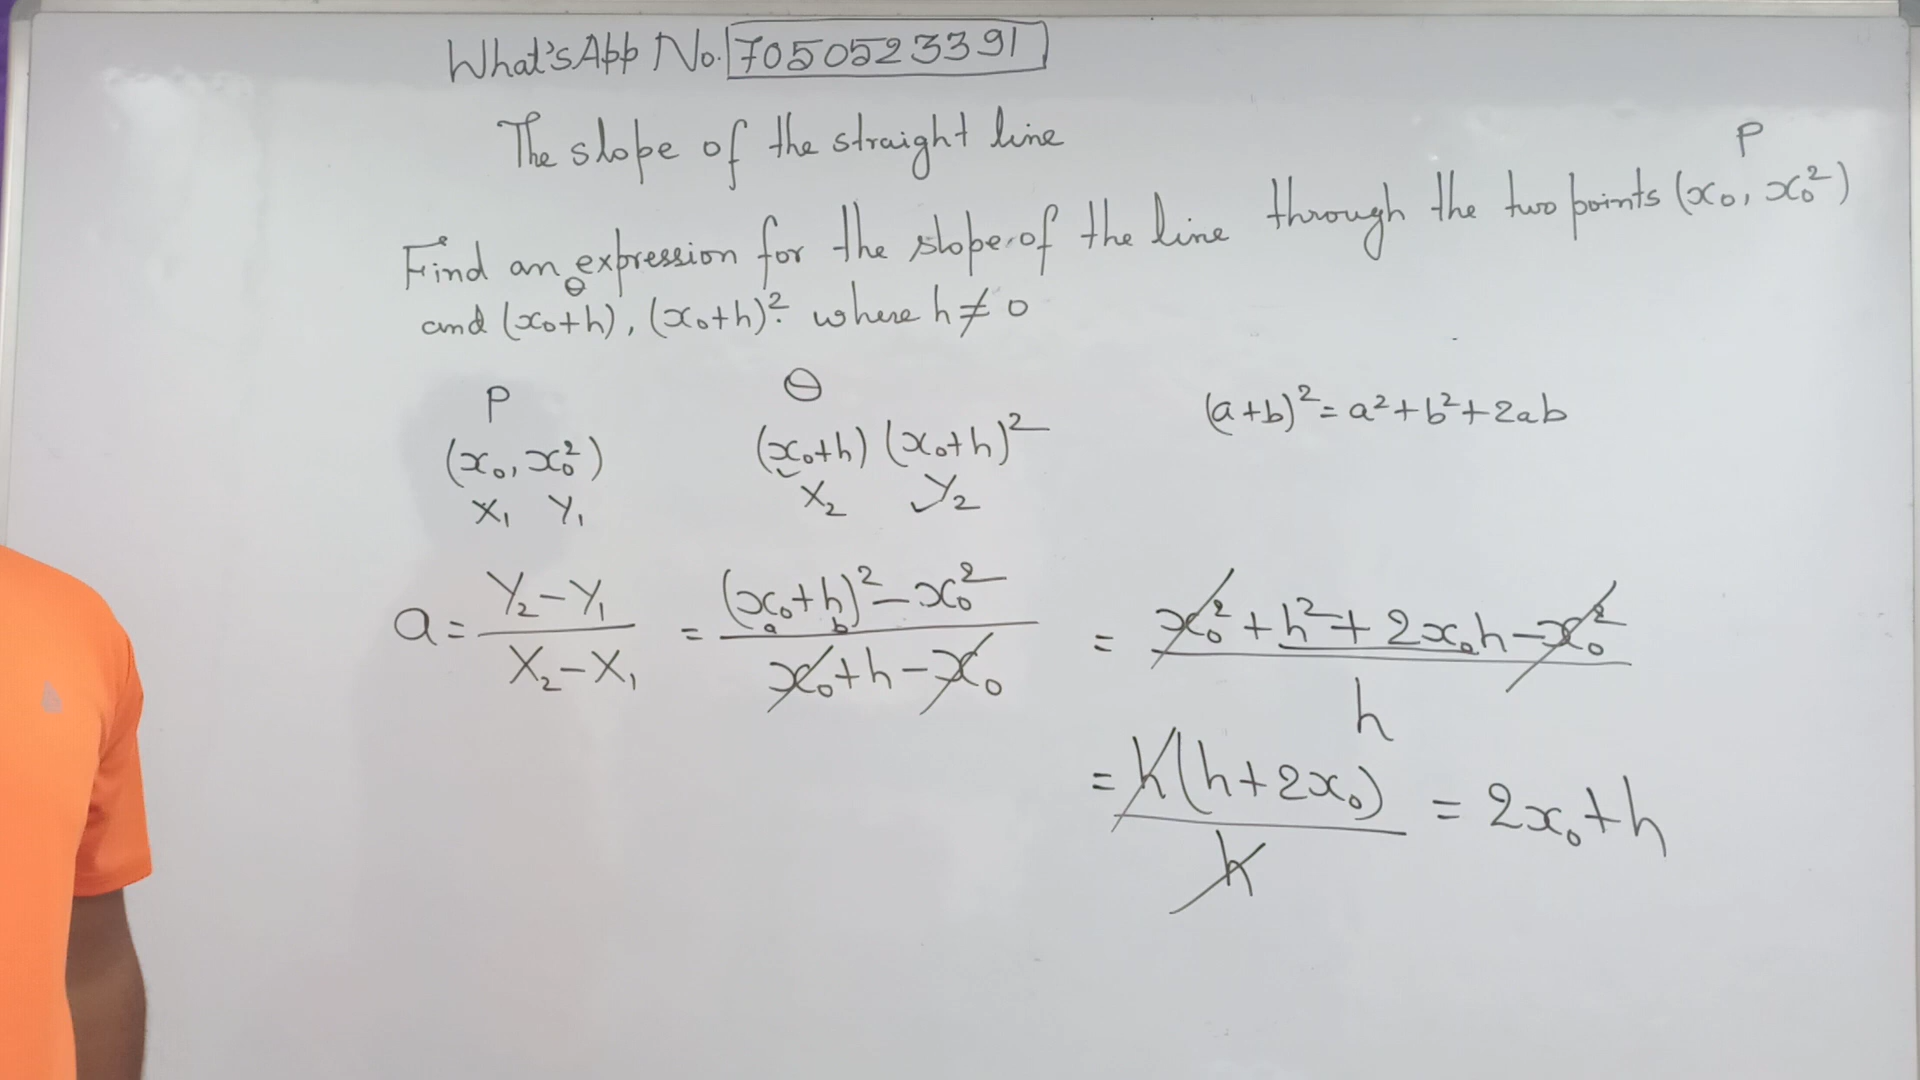 What'sApp No. 7050523391
The slope of the straight line
P
Find an expression for the slope of the line through the two points (x₀, x₀²)
Q
and (x₀+h), (x₀+h)². where h ≠ 0
P Q
(a+b)² = a²+b²+2ab
(x₀, x₀²) (x₀+h) (x₀+h)²
X₁ Y₁ X₂ Y₂
a = (Y₂-Y₁)/(X₂-X₁) = ((x₀+h)²-x₀²)/(x₀+h-x₀) = (x₀²+h²+2x₀h-x₀²)/h
a b
= h(h+2x₀)/h = 2x₀+h